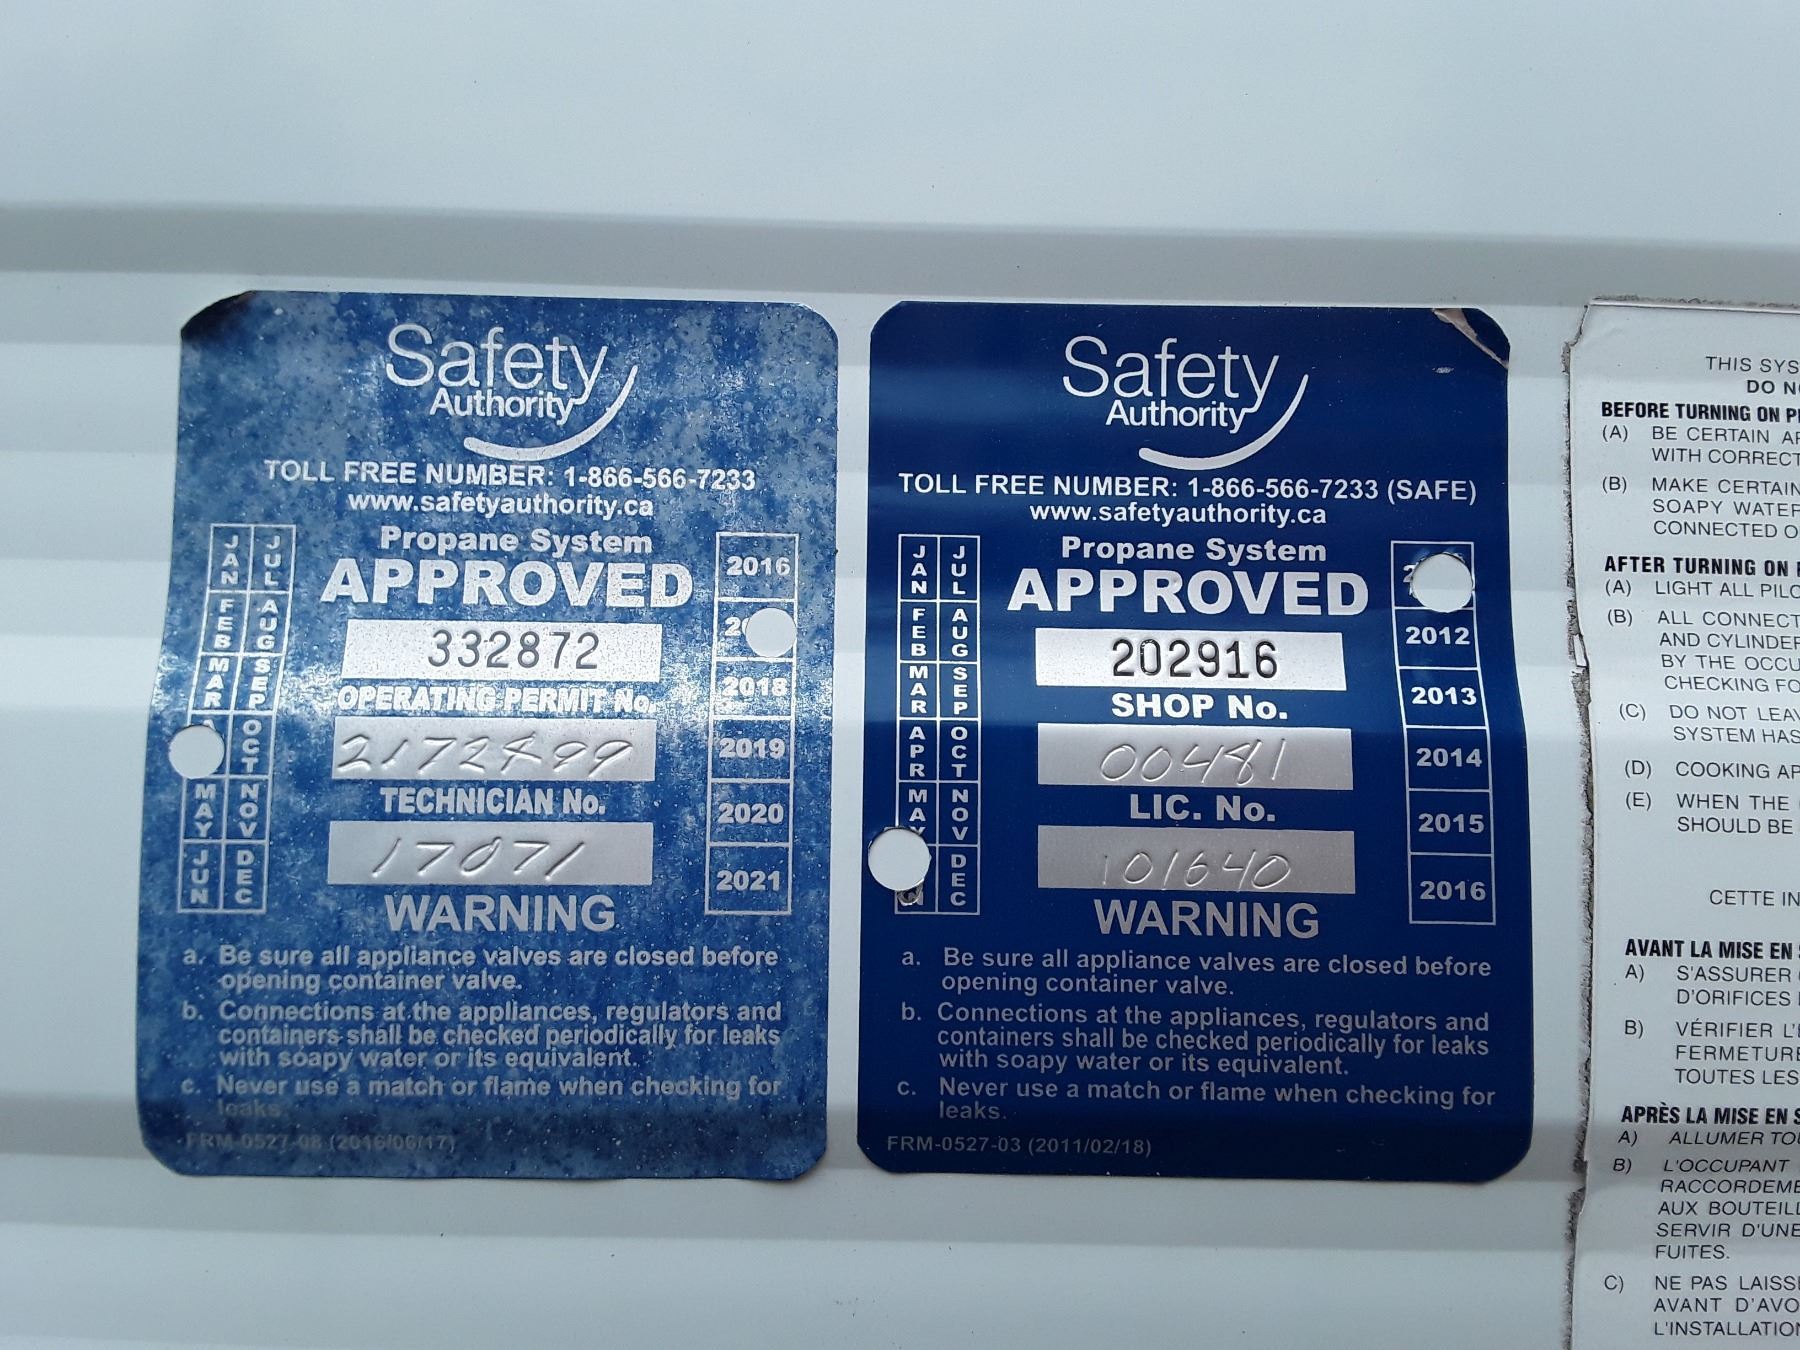 Safety
Authority
TOLL FREE NUMBER: 1-866-566-7233
www.safetyauthority.ca
Propane System
APPROVED
332872
OPERATING PERMIT No.
TECHNICIAN No.
17071
JAN
FEB
MAR
MAY
JUN
JUL
AUG
SEP
OCT
NOV
DEC
2016
2018
2019
2020
2021
WARNING
a. Be sure all appliance valves are closed before
opening container valve.
b. Connections at the appliances, regulators and
containers shall be checked periodically for leaks
with soapy water or its equivalent.
c. Never use a match or flame when checking for
leaks.
FRM-0527-08 (2016/06/17)
Safety
Authority
TOLL FREE NUMBER: 1-866-566-7233 (SAFE)
www.safetyauthority.ca
Propane System
APPROVED
202916
SHOP No.
00481
LIC. No.
101640
JAN
FEB
MAR
APR
MAY
JUL
AUG
SEP
OCT
NOV
DEC
2012
2013
2014
2015
2016
WARNING
a. Be sure all appliance valves are closed before
opening container valve.
b. Connections at the appliances, regulators and
containers shall be checked periodically for leaks
with soapy water or its equivalent.
c. Never use a match or flame when checking for
leaks.
FRM-0527-03 (2011/02/18)
THIS SYS
DO NO
BEFORE TURNING ON P
(A) BE CERTAIN AP
WITH CORRECT
(B) MAKE CERTAIN
SOAPY WATER
CONNECTED O
AFTER TURNING ON P
(A) LIGHT ALL PILO
(B) ALL CONNECT
AND CYLINDER
BY THE OCCU
CHECKING FO
(C) DO NOT LEAV
SYSTEM HAS
(D) COOKING AP
(E) WHEN THE
SHOULD BE
CETTE IN
AVANT LA MISE EN S
A) S'ASSURER
D'ORIFICES
B) VÉRIFIER L'É
FERMETURE
TOUTES LES
APRÈS LA MISE EN S
A) ALLUMER TOU
B) L'OCCUPANT
RACCORDEME
AUX BOUTEILL
SERVIR D'UNE
FUITES.
C) NE PAS LAISSE
AVANT D'AVO
L'INSTALLATION